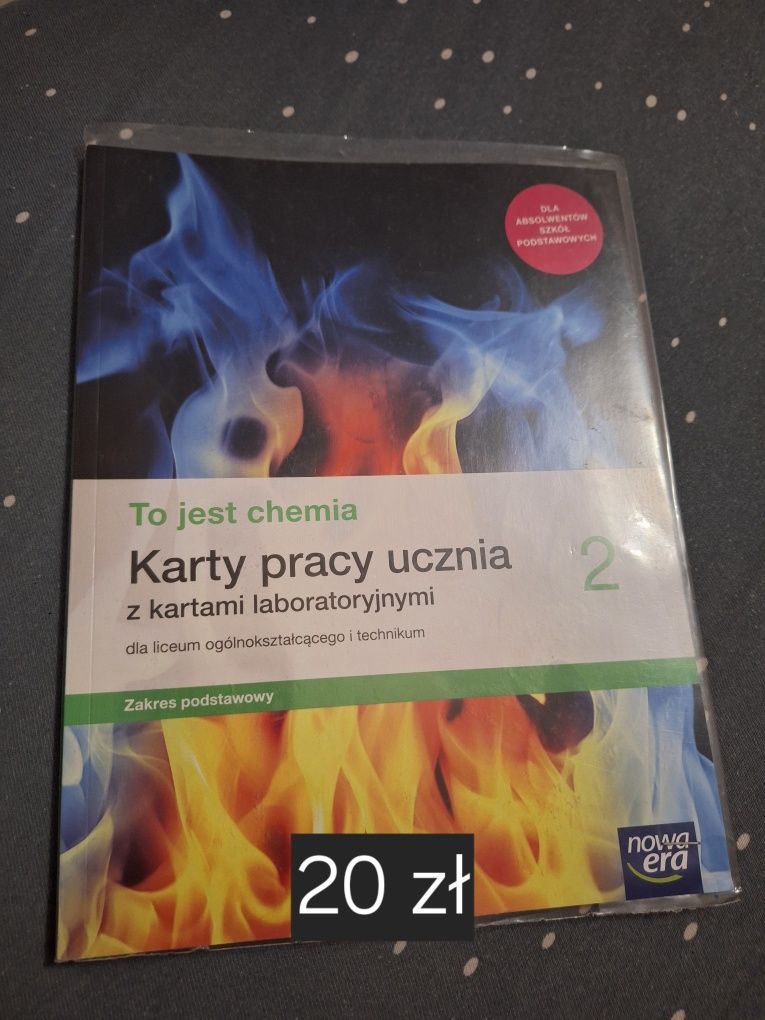 DLA
ABSOLWENTÓW
SZKÓŁ
PODSTAWOWYCH
To jest chemia
Karty pracy ucznia
2
z kartami laboratoryjnymi
dla liceum ogólnokształcącego i technikum
Zakres podstawowy
nowa
era
20 zł